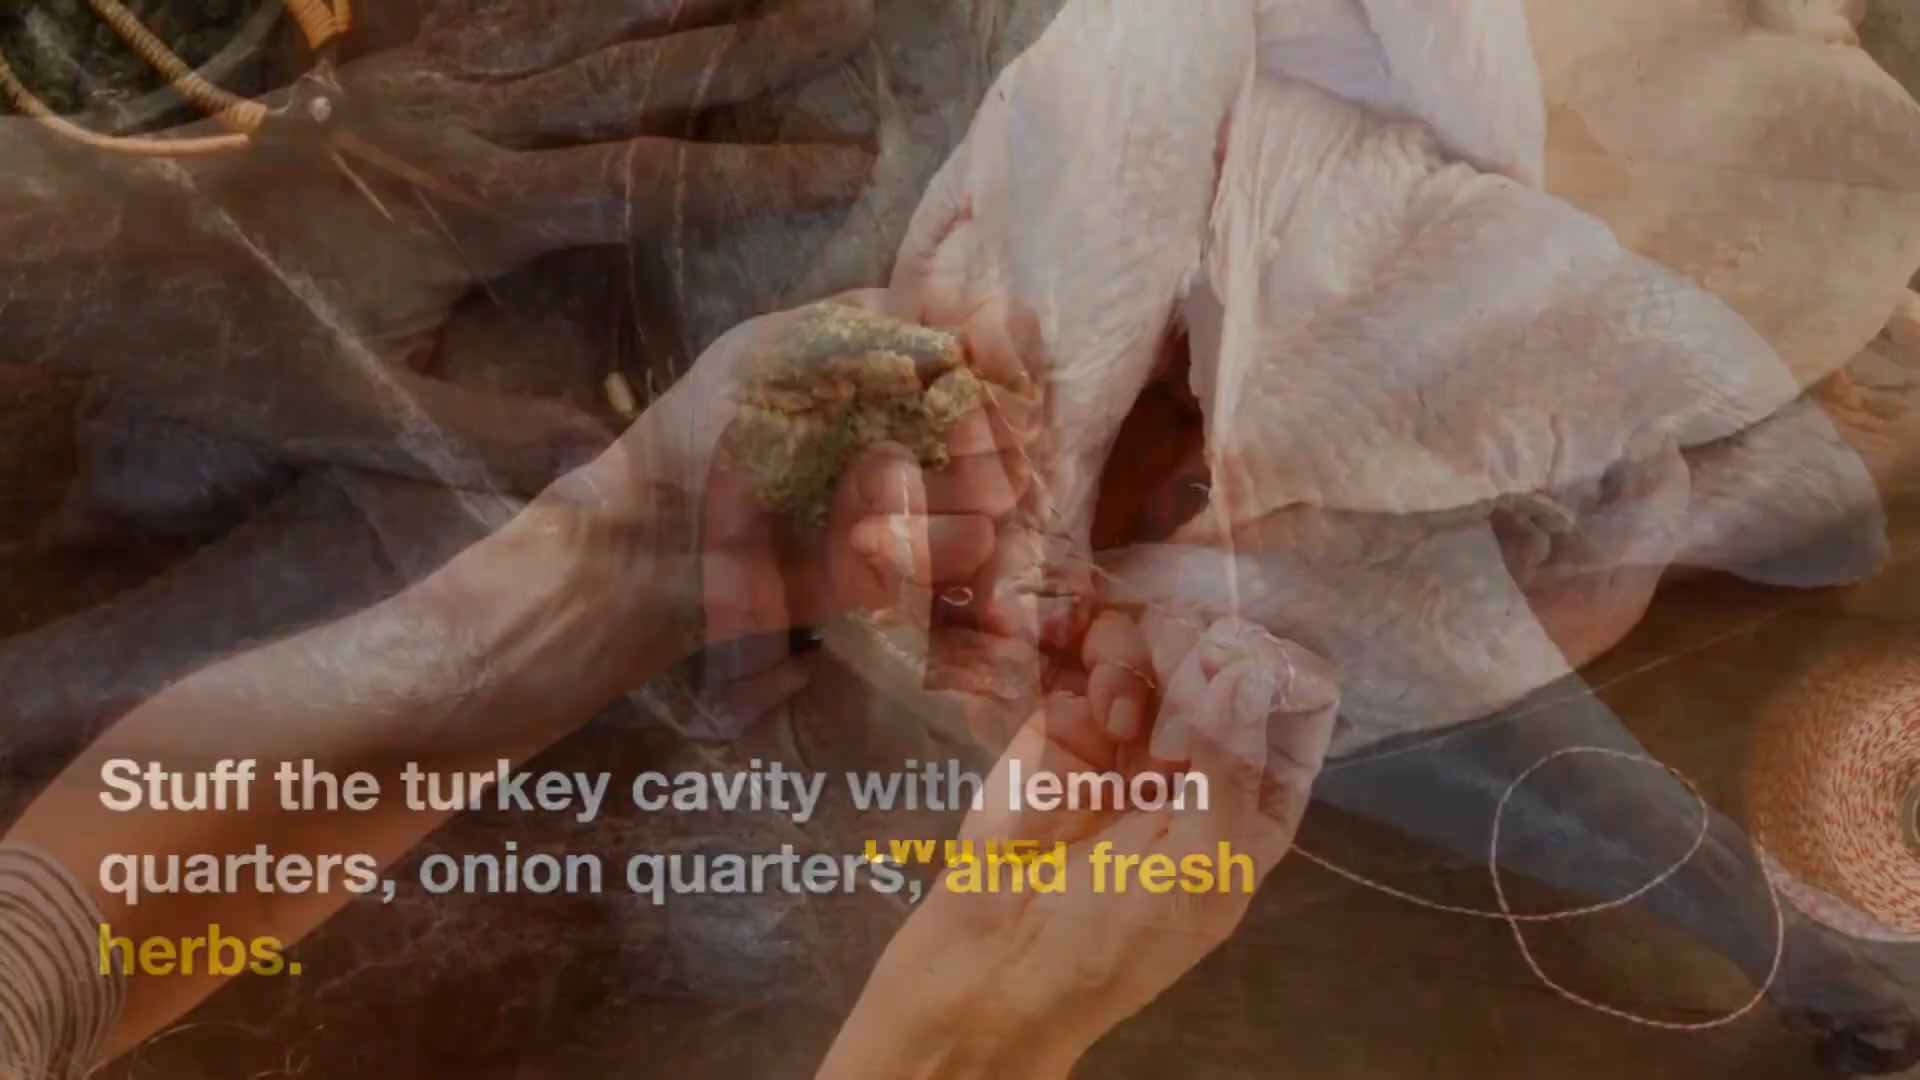 Stuff the turkey cavity with lemon
quarters, onion quarters, and fresh
herbs.